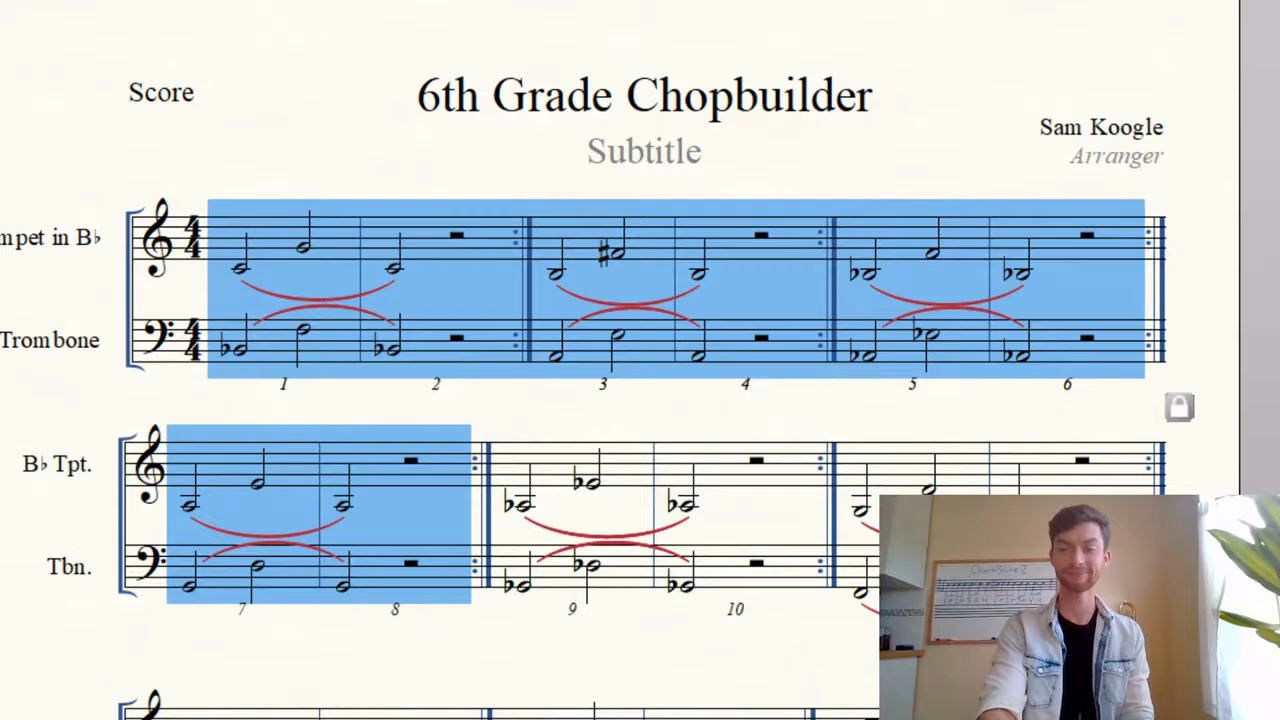 Score
6th Grade Chopbuilder
Subtitle
Sam Koogle
Arranger
mpet in B♭
Trombone
1 2 3 4 5 6
B♭ Tpt.
Tbn.
7 8 9 10